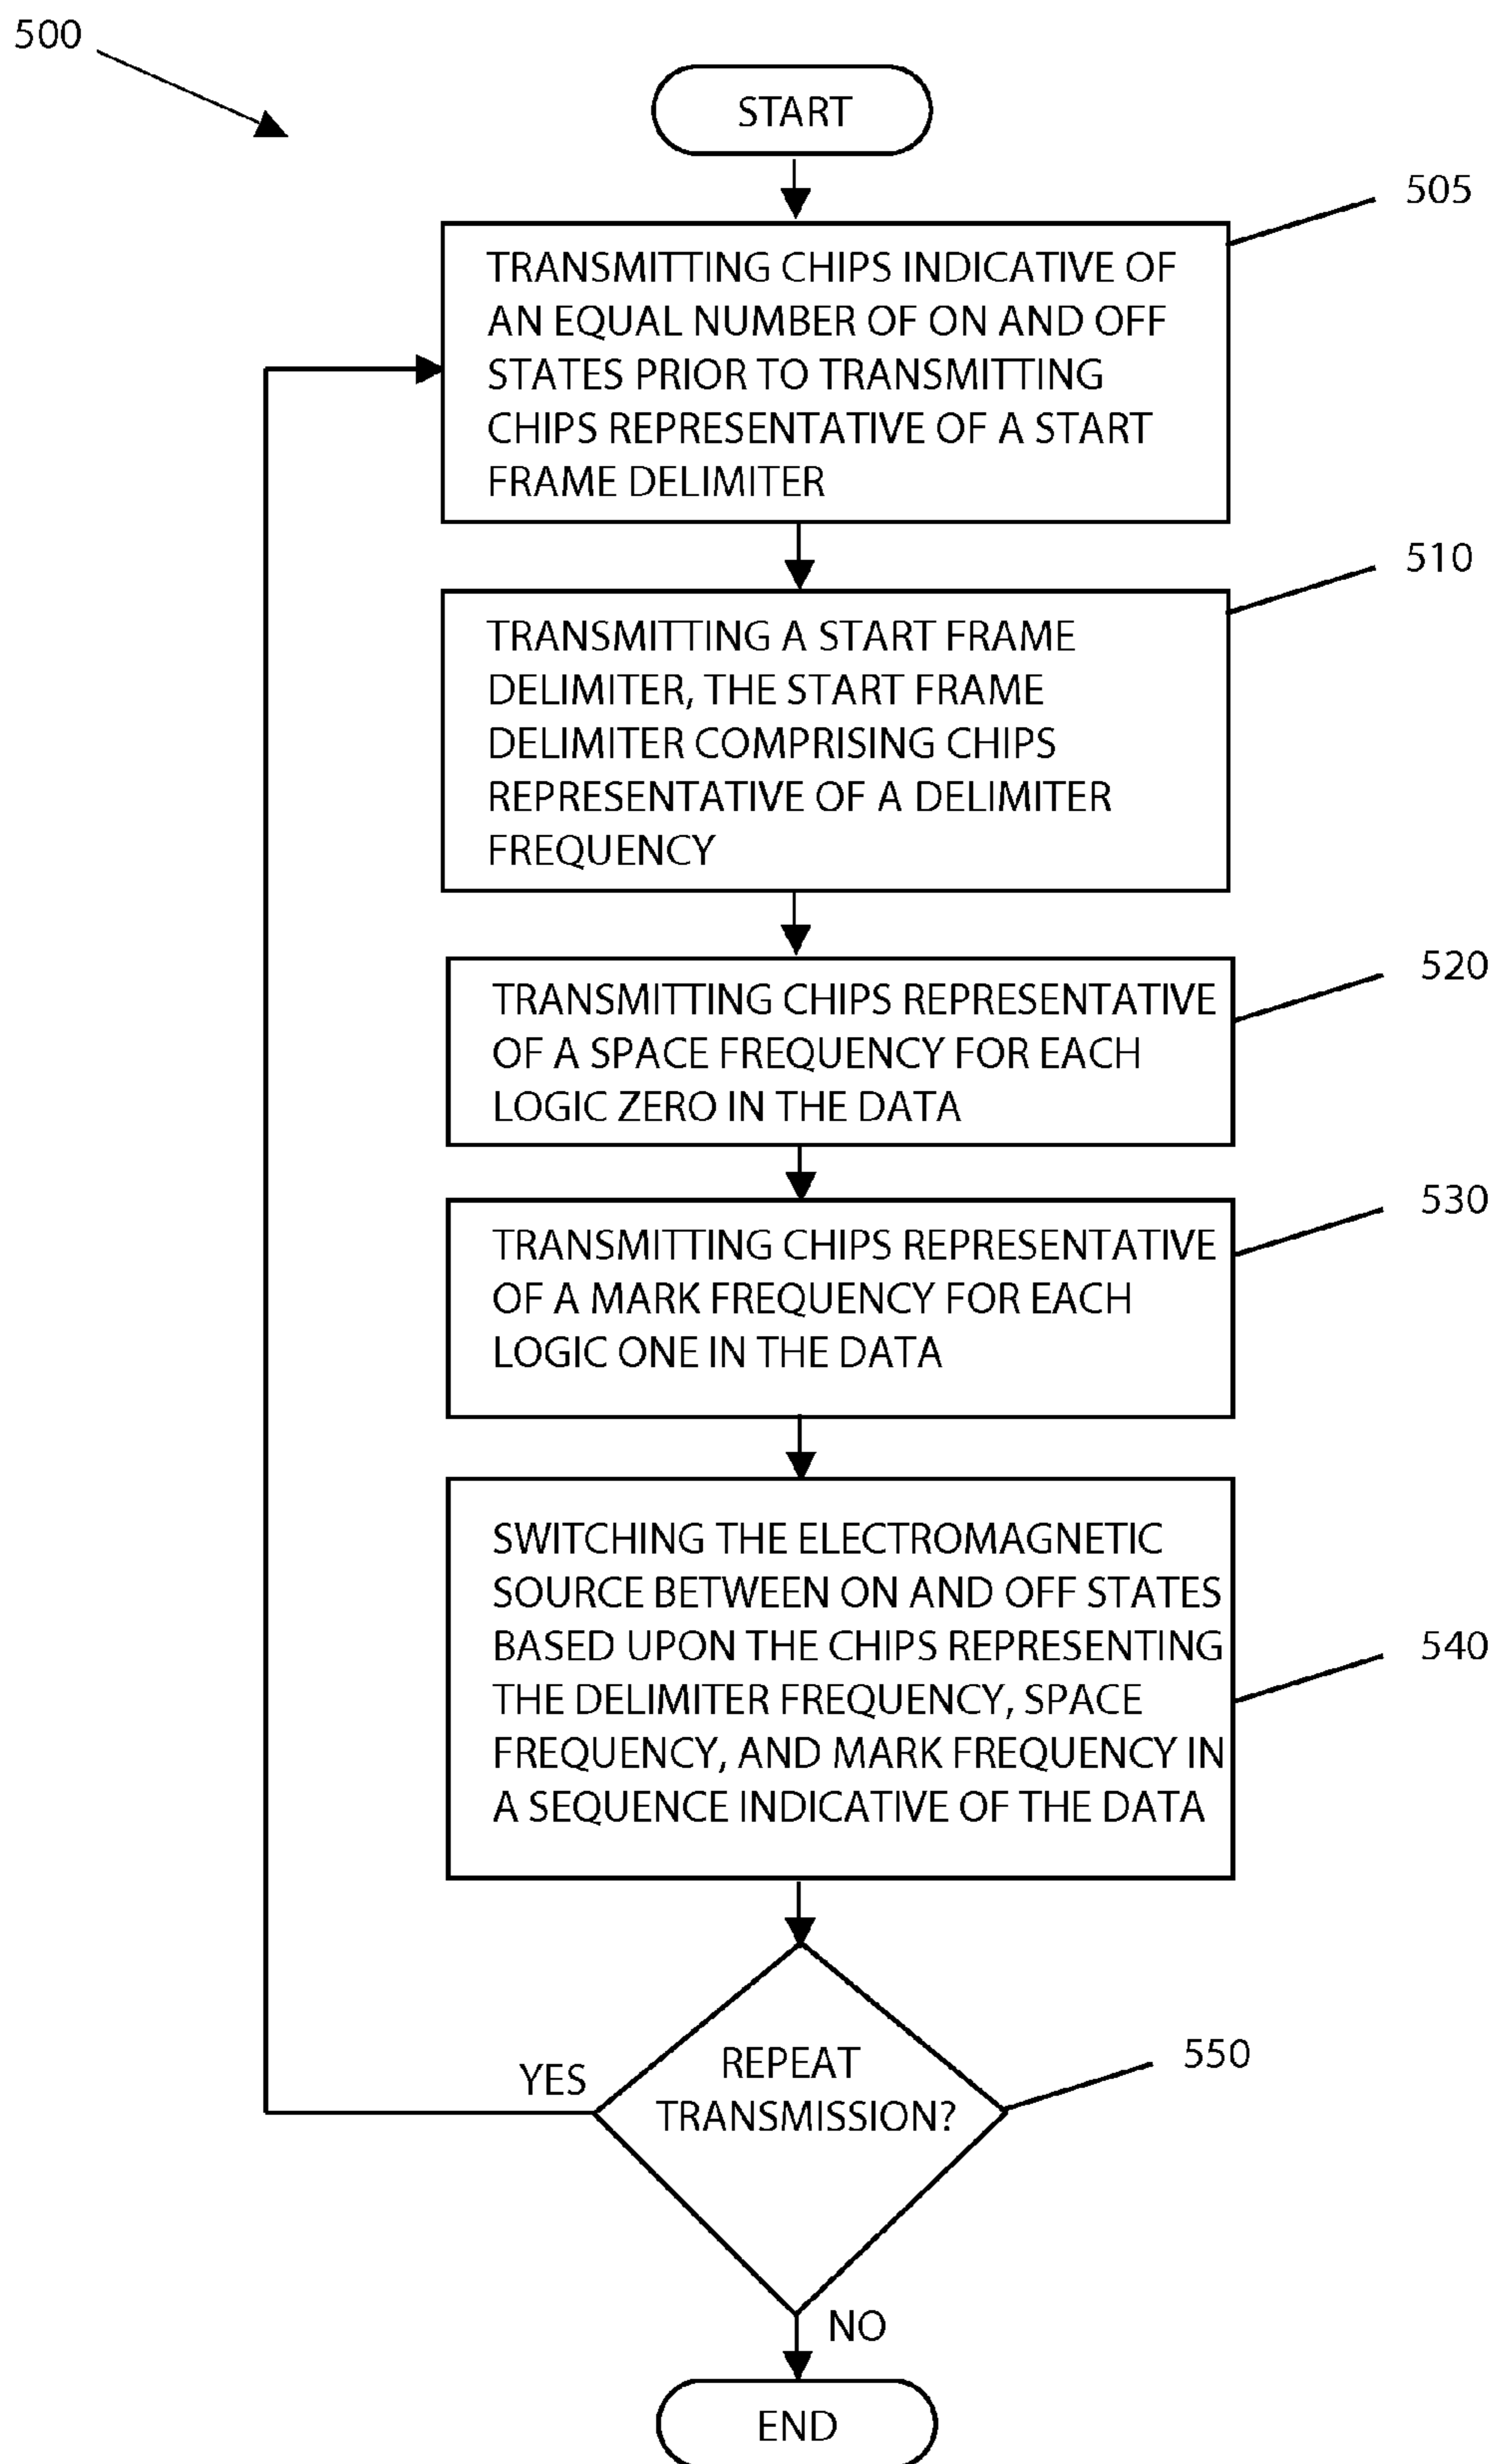 500
START
505
TRANSMITTING CHIPS INDICATIVE OF
AN EQUAL NUMBER OF ON AND OFF
STATES PRIOR TO TRANSMITTING
CHIPS REPRESENTATIVE OF A START
FRAME DELIMITER
510
TRANSMITTING A START FRAME
DELIMITER, THE START FRAME
DELIMITER COMPRISING CHIPS
REPRESENTATIVE OF A DELIMITER
FREQUENCY
520
TRANSMITTING CHIPS REPRESENTATIVE
OF A SPACE FREQUENCY FOR EACH
LOGIC ZERO IN THE DATA
530
TRANSMITTING CHIPS REPRESENTATIVE
OF A MARK FREQUENCY FOR EACH
LOGIC ONE IN THE DATA
SWITCHING THE ELECTROMAGNETIC
SOURCE BETWEEN ON AND OFF STATES
BASED UPON THE CHIPS REPRESENTING
540
THE DELIMITER FREQUENCY, SPACE
FREQUENCY, AND MARK FREQUENCY IN
A SEQUENCE INDICATIVE OF THE DATA
550
REPEAT
YES
TRANSMISSION?
NO
END